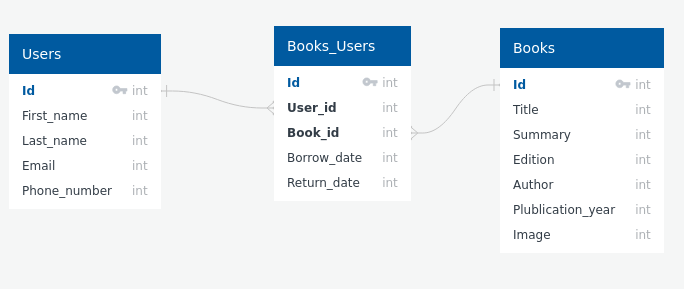 Users
Id int
First_name int
Last_name int
Email int
Phone_number int
Books_Users
Id int
User_id int
Book_id int
Borrow_date int
Return_date int
Books
Id int
Title int
Summary int
Edition int
Author int
Plublication_year int
Image int